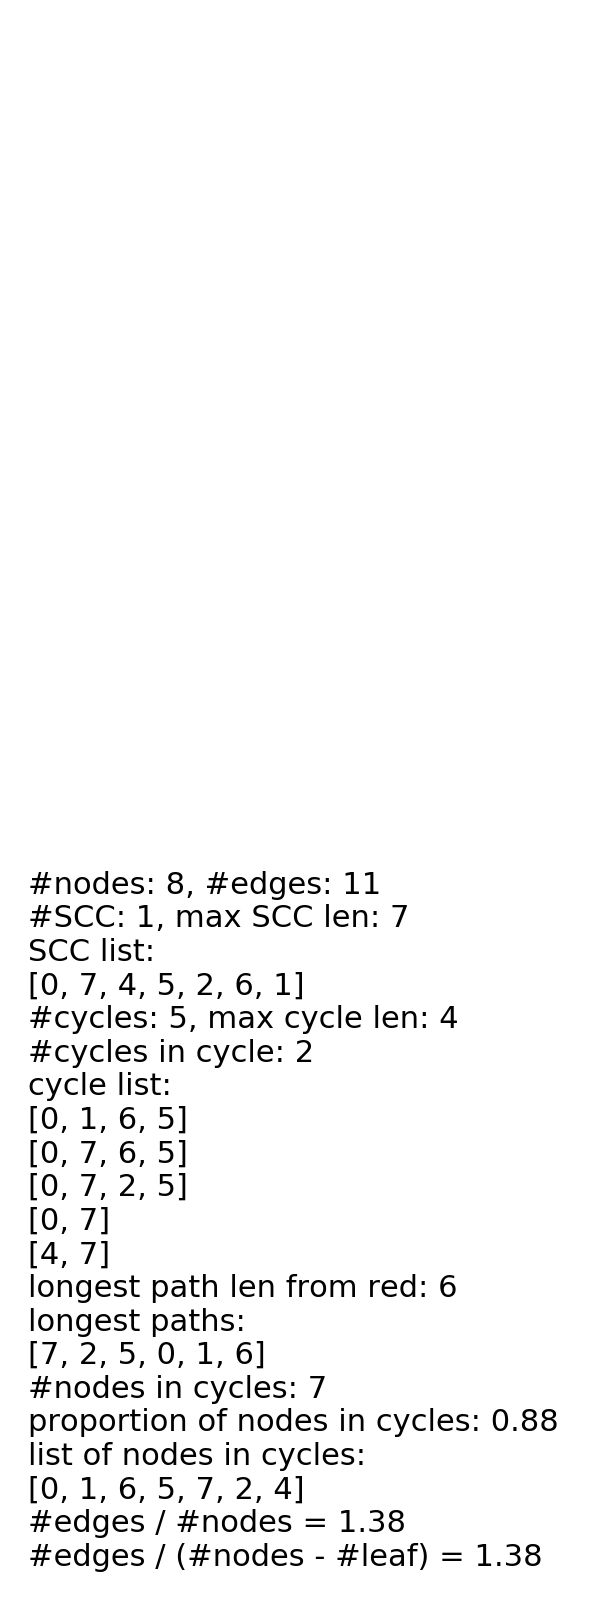 #nodes: 8, #edges: 11
#SCC: 1, max SCC len: 7
SCC list:
[0, 7, 4, 5, 2, 6, 1]
#cycles: 5, max cycle len: 4
#cycles in cycle: 2
cycle list:
[0, 1, 6, 5]
[0, 7, 6, 5]
[0, 7, 2, 5]
[0, 7]
[4, 7]
longest path len from red: 6
longest paths:
[7, 2, 5, 0, 1, 6]
#nodes in cycles: 7
proportion of nodes in cycles: 0.88
list of nodes in cycles:
[0, 1, 6, 5, 7, 2, 4]
#edges / #nodes = 1.38
#edges / (#nodes - #leaf) = 1.38